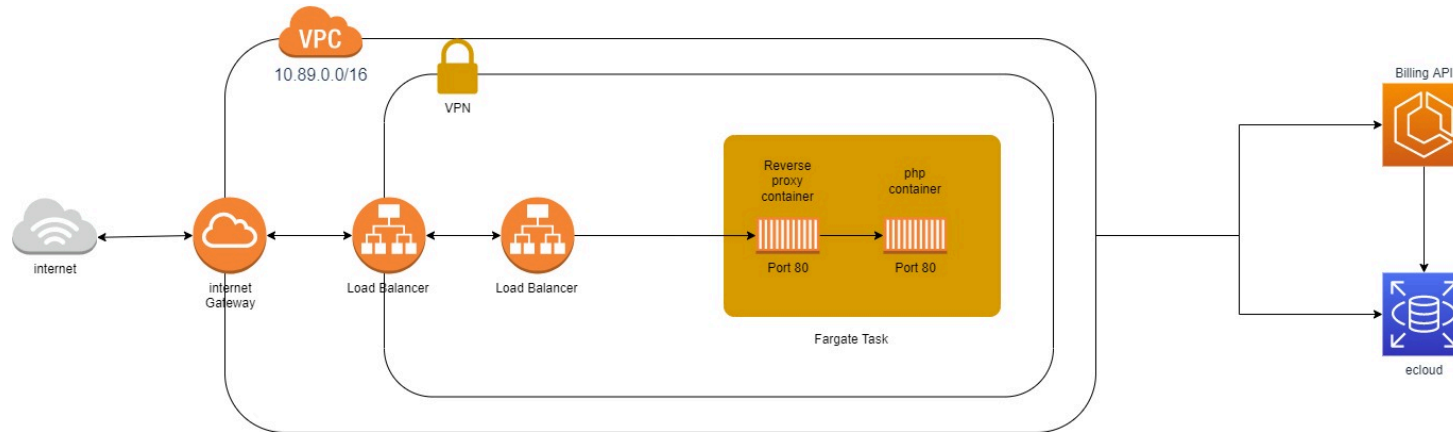 VPC
10.89.0.0/16
VPN
Billing API
Reverse
proxy
container
php
container
Port 80
Port 80
internet
internet
Gateway
Load Balancer
Load Balancer
Fargate Task
ecloud